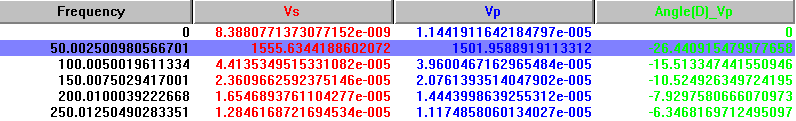 Frequency Vs Vp Angle(D)_Vp
0 8.3880771373077152e-009 1.1441911642184797e-005 0
50.002500980566701 1555.6344188602072 1501.9588919113312 -26.440915479977650
100.0050019611334 4.4135349515331082e-005 3.9600467162965484e-005 -15.513347441550946
150.0075029417001 2.3609662592375146e-005 2.0761393514047902e-005 -10.524926349724195
200.0100039222668 1.6546893761104277e-005 1.4443998639255312e-005 -7.9297580666070973
250.01250490283351 1.2846168721694534e-005 1.1174858060134027e-005 -6.3468169712495097